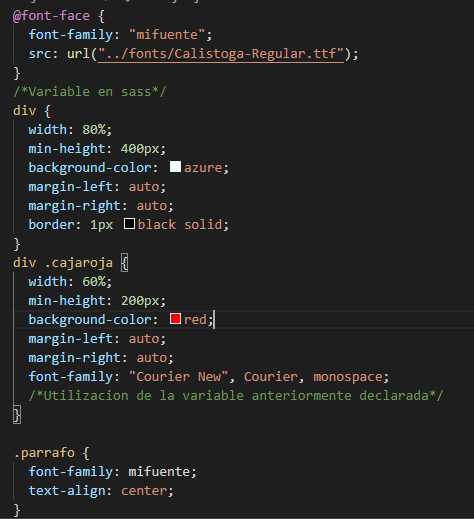 @font-face {
  font-family: "mifuente";
  src: url("../fonts/Calistoga-Regular.ttf");
}
/*Variable en sass*/
div {
  width: 80%;
  min-height: 400px;
  background-color: azure;
  margin-left: auto;
  margin-right: auto;
  border: 1px black solid;
}
div .cajaroja {
  width: 60%;
  min-height: 200px;
  background-color: red;
  margin-left: auto;
  margin-right: auto;
  font-family: "Courier New", Courier, monospace;
  /*Utilizacion de la variable anteriormente declarada*/
}

.parrafo {
  font-family: mifuente;
  text-align: center;
}